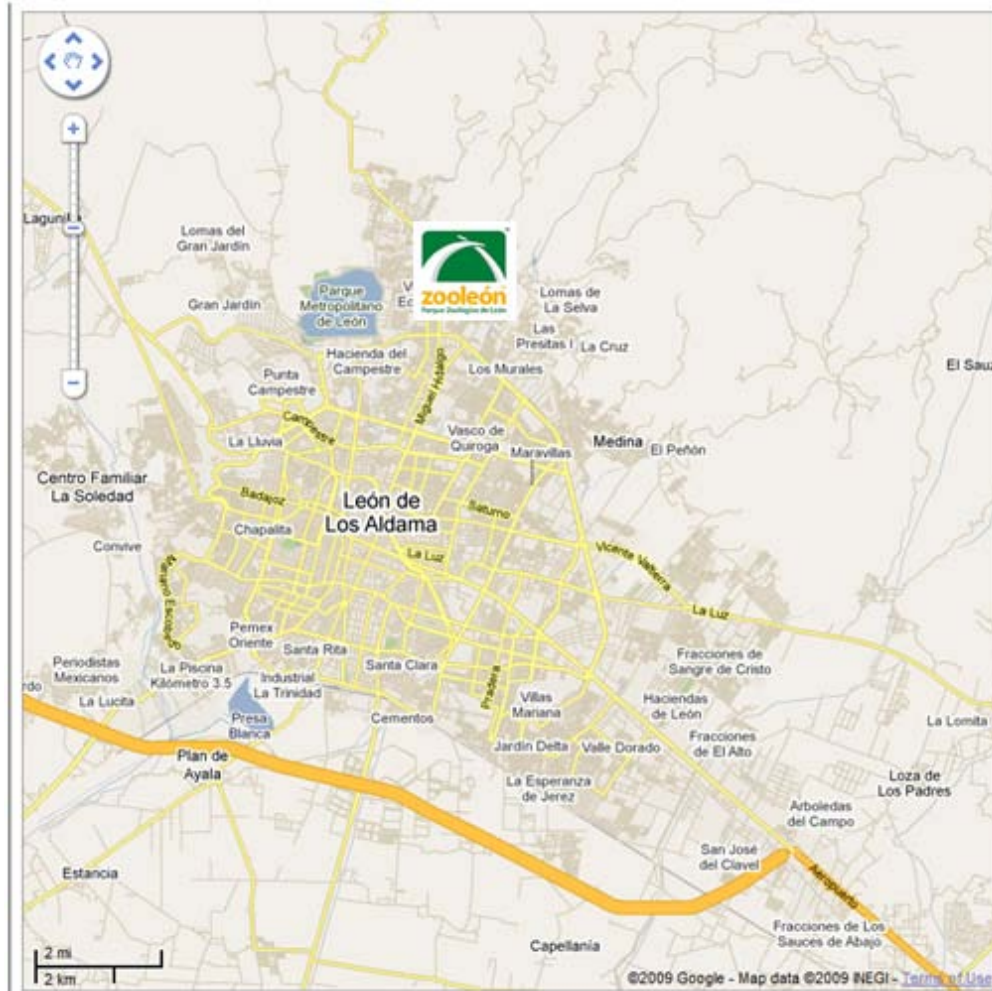 Lomas del
Gran Jardín
Gran Jardín
Parque
Metropolitano
de León
zooleón
Parque Zoológico de León
Lomas de
La Selva
Las
Presitas I
La Cruz
El Sauz
Hacienda del
Campestre
Miguel Hidalgo
Los Murales
Punta
Campestre
Campestre
La Lluvia
Vasco de
Quiroga
Maravillas
Medina
El Peñón
Centro Familiar
La Soledad
Badajoz
León de
Los Aldama
Saturno
Chapalita
Convive
La Luz
Vicente Valtierra
Mariano Escobedo
La Luz
Pemex
Oriente
Santa Rita
Santa Clara
Fracciones de
Sangre de Cristo
Periodistas
Mexicanos
La Piscina
Kilómetro 3.5
Industrial
La Trinidad
Pradera
Villas
Mariana
Haciendas
de León
rdo
La Lucita
Presa
Blanca
Cementos
La Lomita
Fracciones
de El Alto
Plan de
Ayala
Jardín Delta
Valle Dorado
La Esperanza
de Jerez
Loza de
Los Padres
Arboledas
del Campo
San José
del Clavel
Estancia
Aeropuerto
Fracciones de Los
Sauces de Abajo
Capellanía
2 mi
2 km
©2009 Google - Map data ©2009 INEGI - Terms of Use